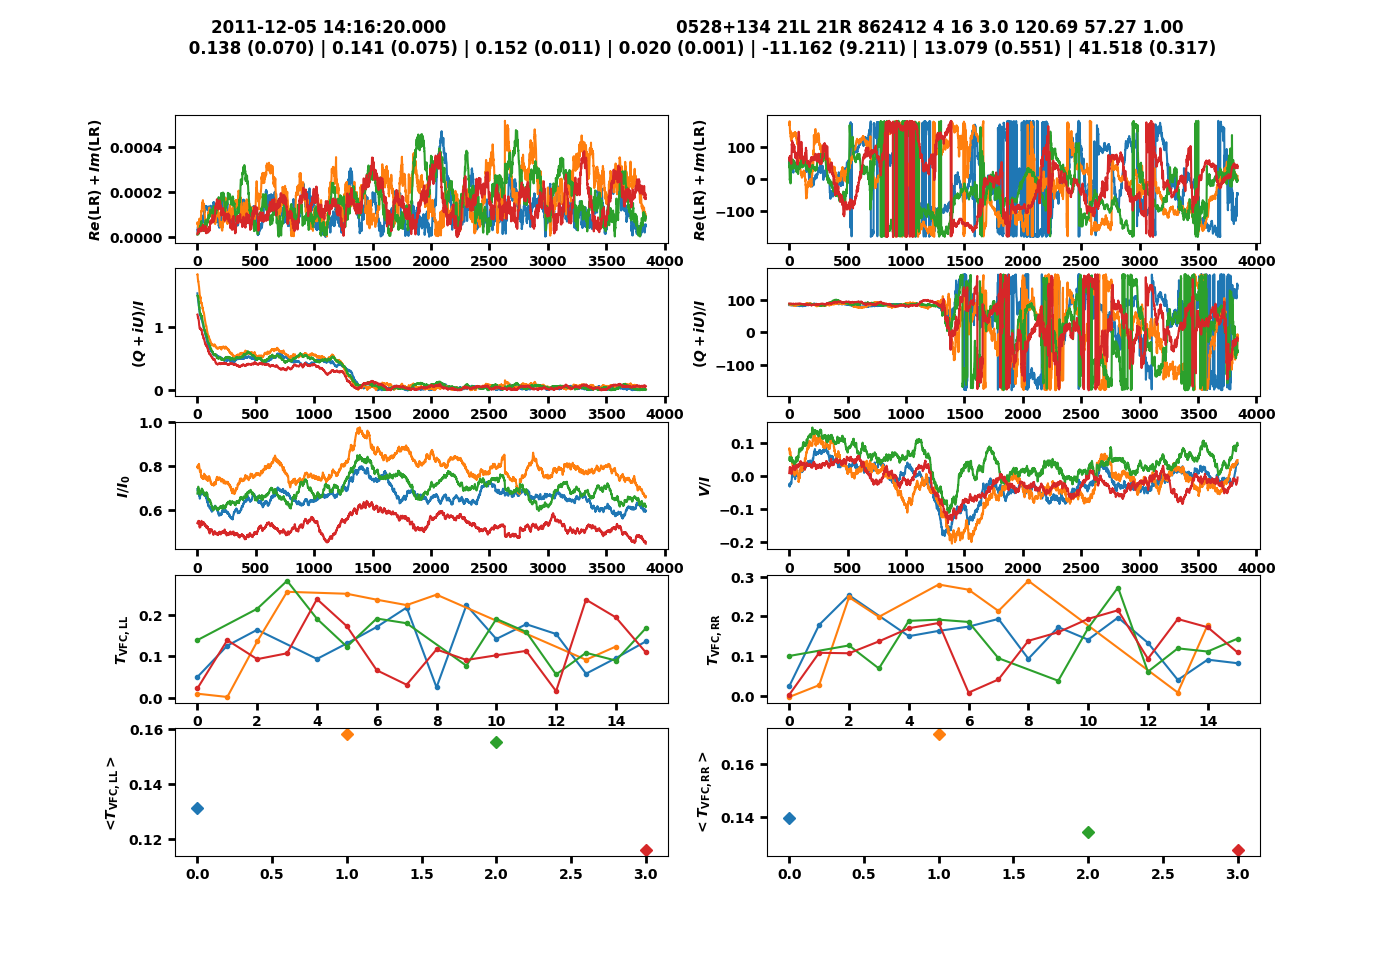 2011-12-05 14:16:20.000 0528+134 21L 21R 862412 4 16 3.0 120.69 57.27 1.00
0.138 (0.070) | 0.141 (0.075) | 0.152 (0.011) | 0.020 (0.001) | -11.162 (9.211) | 13.079 (0.551) | 41.518 (0.317)
Re(LR) + Im(LR)
0.0004
0.0002
0.0000
0 500 1000 1500 2000 2500 3000 3500 4000
Re(LR) + Im(LR)
100
0
−100
0 500 1000 1500 2000 2500 3000 3500 4000
(Q + iU)/I
1
0
0 500 1000 1500 2000 2500 3000 3500 4000
(Q + iU)/I
100
0
−100
0 500 1000 1500 2000 2500 3000 3500 4000
I/I0
1.0
0.8
0.6
0 500 1000 1500 2000 2500 3000 3500 4000
V/I
0.1
0.0
−0.1
−0.2
0 500 1000 1500 2000 2500 3000 3500 4000
TVFC, LL
0.2
0.1
0.0
0 2 4 6 8 10 12 14
TVFC, RR
0.3
0.2
0.1
0.0
0 2 4 6 8 10 12 14
<TVFC, LL >
0.16
0.14
0.12
0.0 0.5 1.0 1.5 2.0 2.5 3.0
< TVFC, RR >
0.16
0.14
0.0 0.5 1.0 1.5 2.0 2.5 3.0